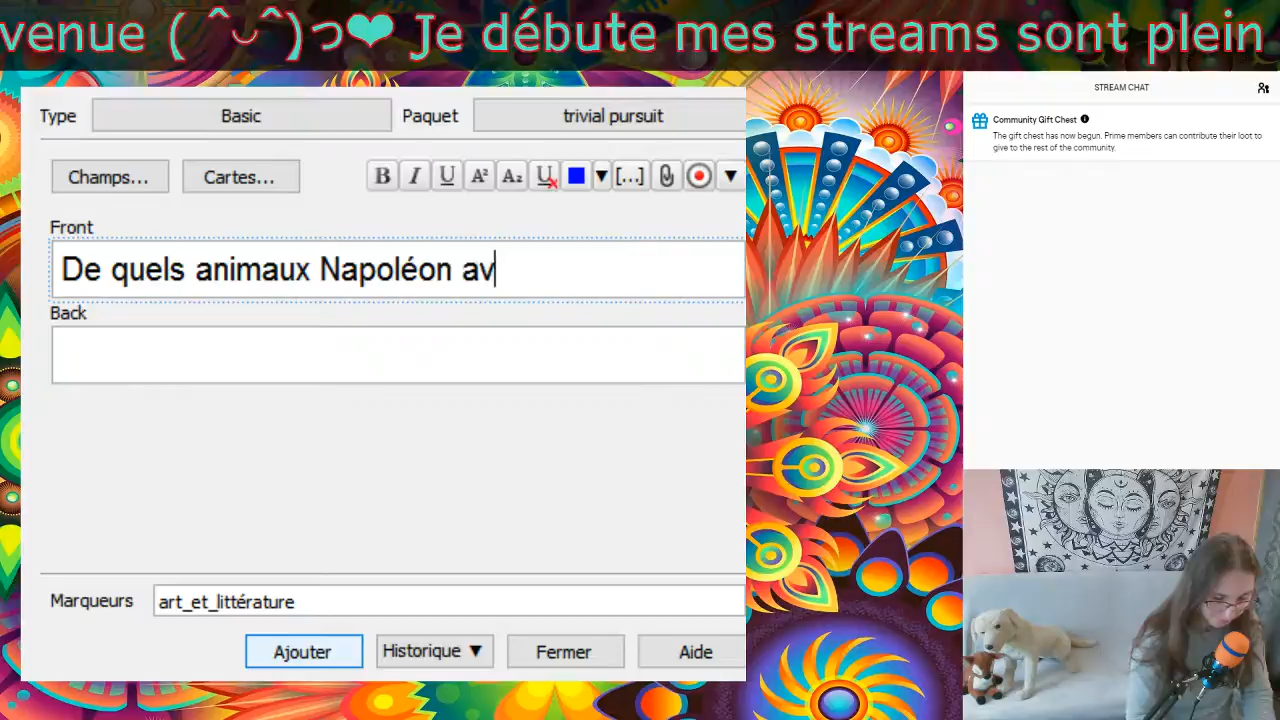 venue ( ˆ◡ˆ)っ❤ Je débute mes streams sont plein
Type Basic Paquet trivial pursuit
Champs... Cartes... B I U A² A₂ U [...]
Front
De quels animaux Napoléon av
Back
Marqueurs art_et_littérature
Ajouter Historique ▼ Fermer Aide
STREAM CHAT
Community Gift Chest
The gift chest has now begun. Prime members can contribute their loot to
give to the rest of the community.